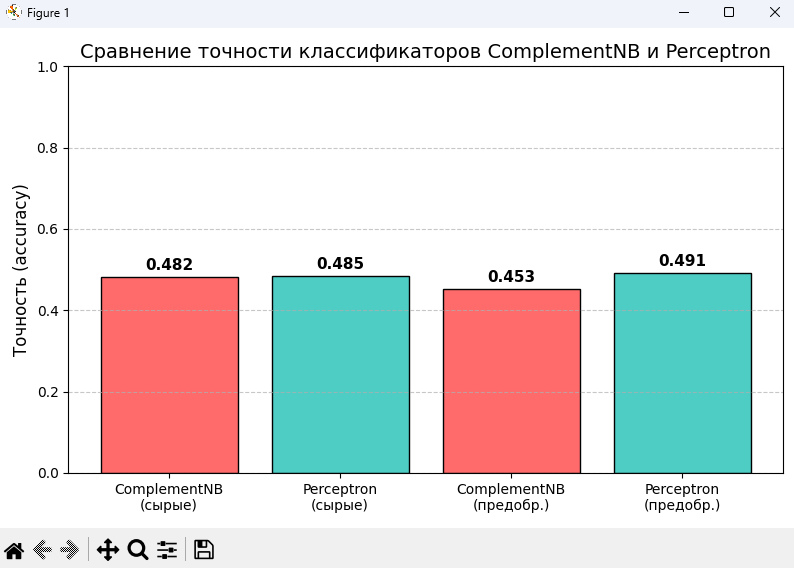 Figure 1
Сравнение точности классификаторов ComplementNB и Perceptron
Точность (accuracy)
1.0
0.8
0.6
0.4
0.2
0.0
0.482
0.485
0.453
0.491
ComplementNB
(сырые)
Perceptron
(сырые)
ComplementNB
(предобр.)
Perceptron
(предобр.)